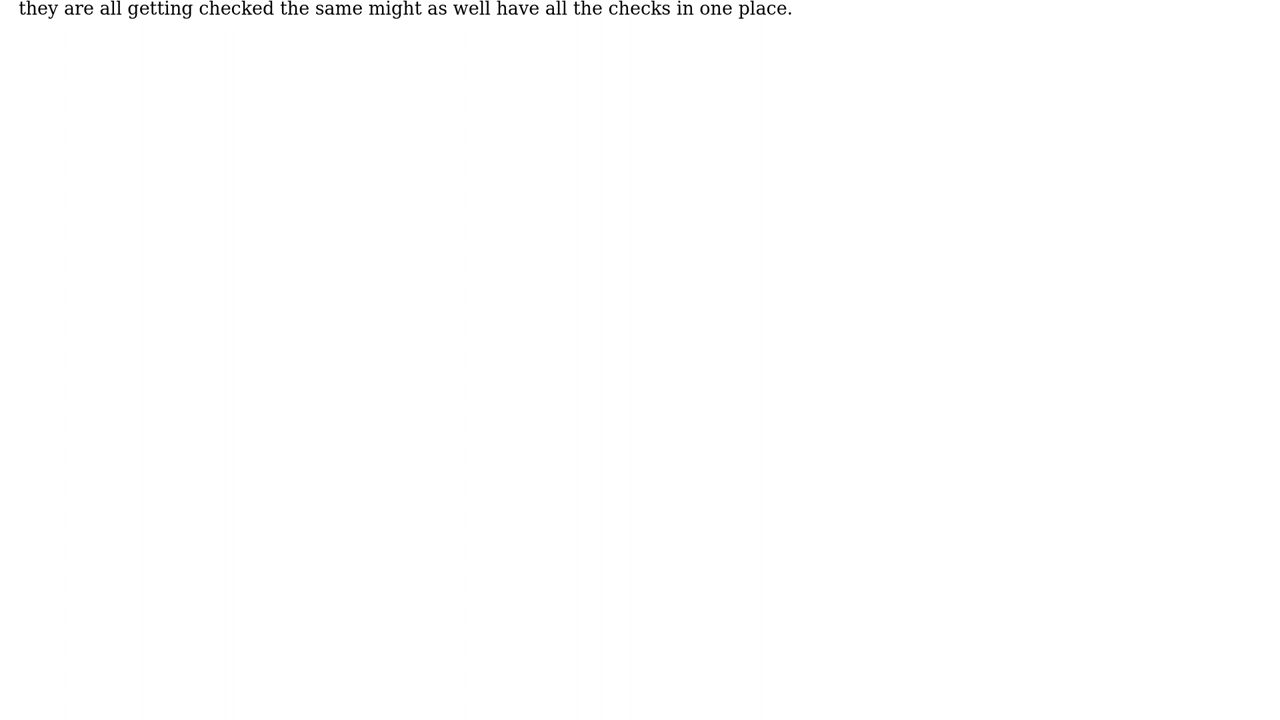 they are all getting checked the same might as well have all the checks in one place.